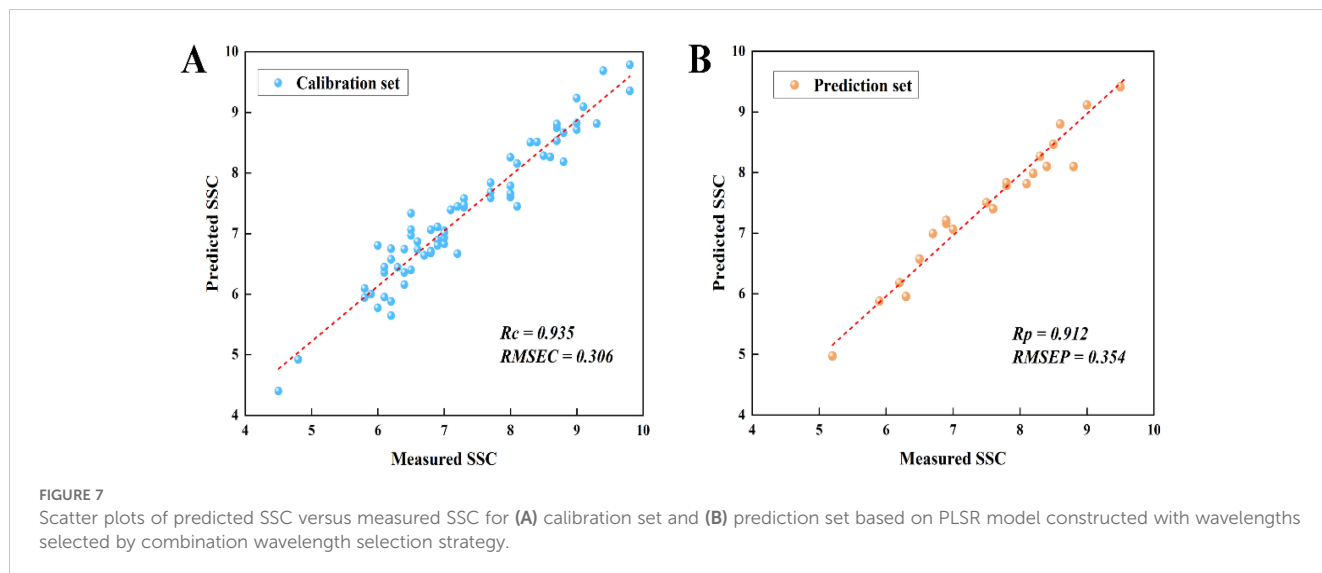 A
Calibration set
Predicted SSC
10
9
8
7
6
5
4
4 5 6 7 8 9 10
Measured SSC
Rc = 0.935
RMSEC = 0.306
B
Prediction set
Predicted SSC
10
9
8
7
6
5
4
4 5 6 7 8 9 10
Measured SSC
Rp = 0.912
RMSEP = 0.354
FIGURE 7
Scatter plots of predicted SSC versus measured SSC for (A) calibration set and (B) prediction set based on PLSR model constructed with wavelengths
selected by combination wavelength selection strategy.